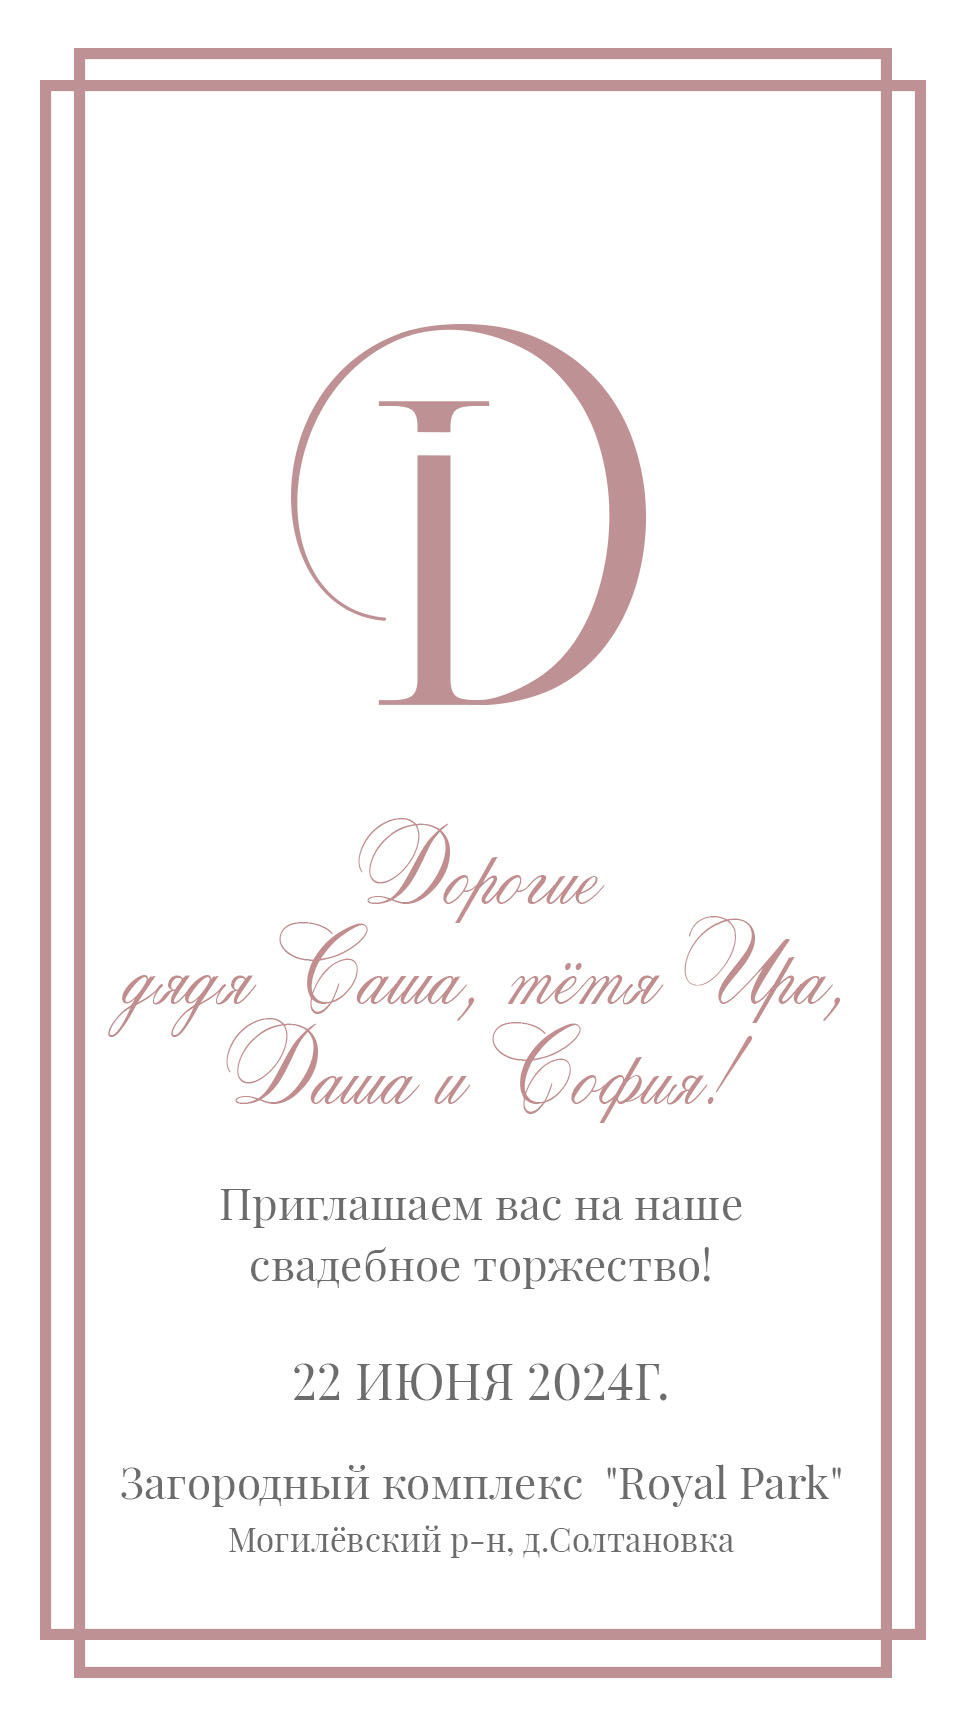 D
Дорогие
дядя Саша, тётя Ира,
Даша и София!
Приглашаем вас на наше
свадебное торжество!
22 ИЮНЯ 2024Г.
Загородный комплекс "Royal Park"
Могилёвский р-н, д.Солтановка